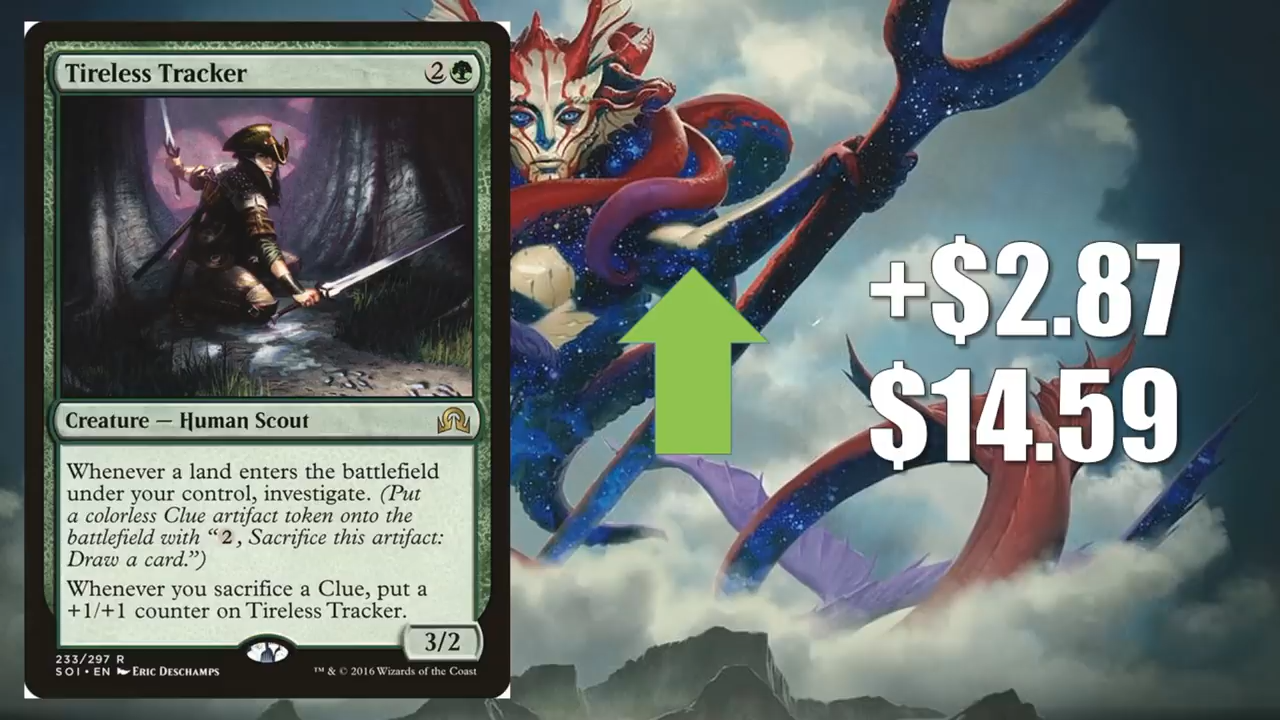 Tireless Tracker 2
Creature — Human Scout
Whenever a land enters the battlefield
under your control, investigate. (Put
a colorless Clue artifact token onto the
battlefield with “2, Sacrifice this artifact:
Draw a card.”)
Whenever you sacrifice a Clue, put a
+1/+1 counter on Tireless Tracker.
3/2
233/297 R
SOI • EN Eric Deschamps
™ & © 2016 Wizards of the Coast
+$2.87
$14.59